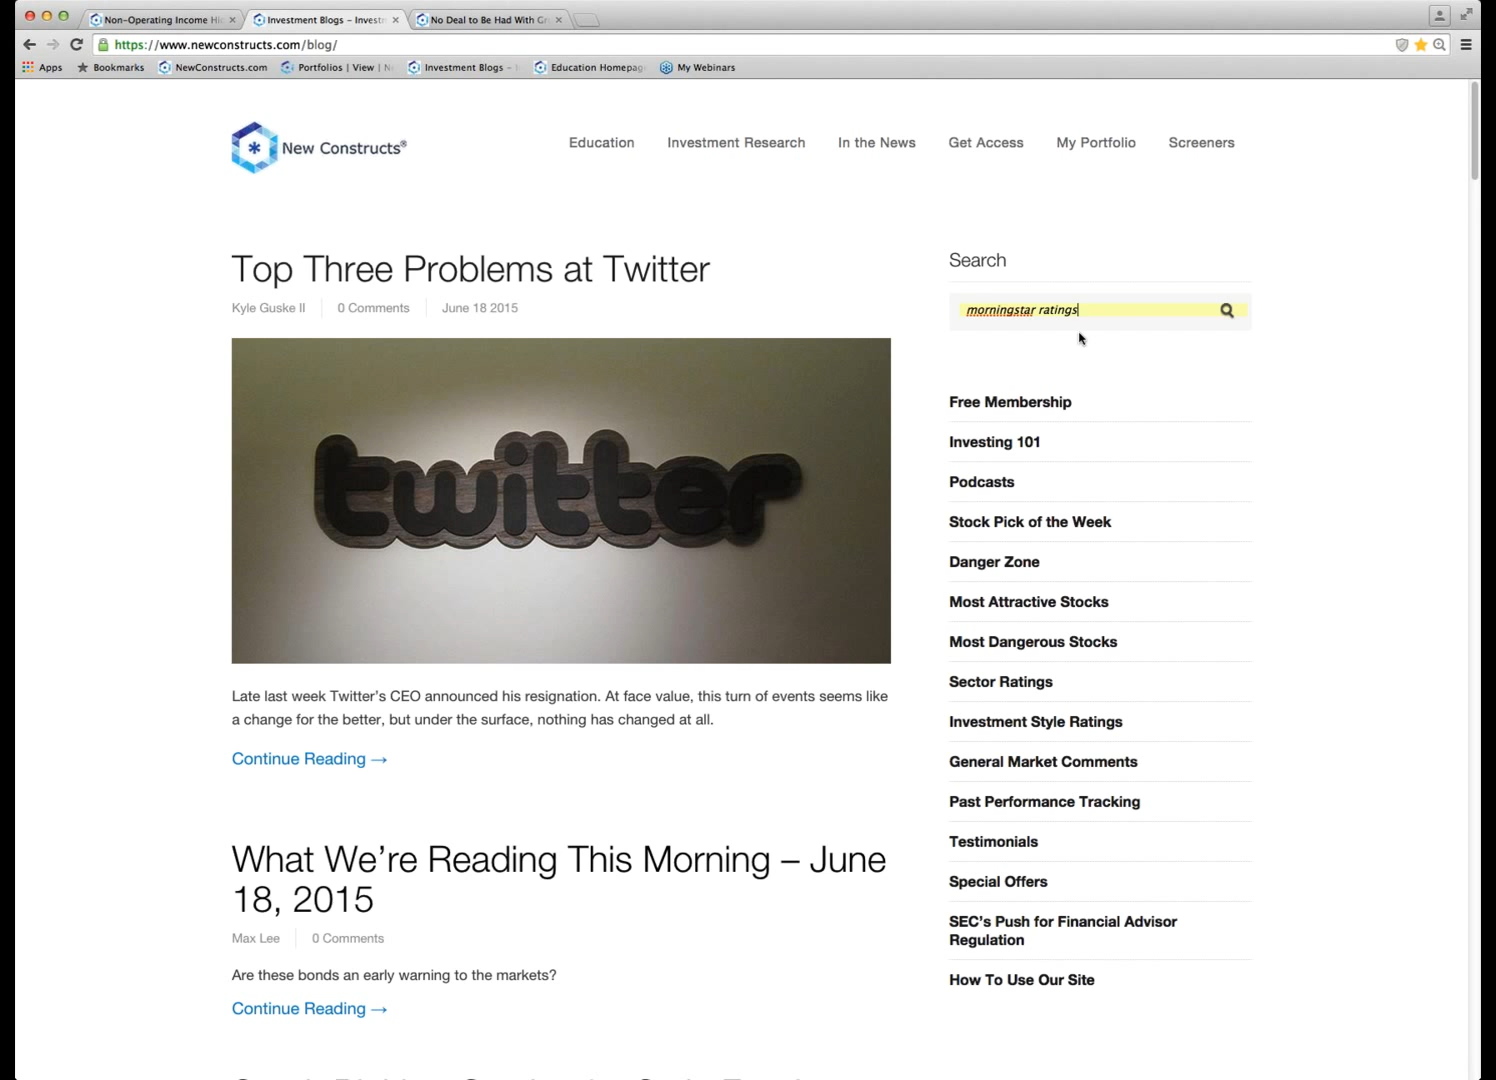 Non-Operating Income Hi
Investment Blogs – Invest
No Deal to Be Had With G
https://www.newconstructs.com/blog/
Apps
Bookmarks
NewConstructs.com
Portfolios | View | N
Investment Blogs –
Education Homepag
My Webinars
New Constructs®
Education
Investment Research
In the News
Get Access
My Portfolio
Screeners
Top Three Problems at Twitter
Kyle Guske II
0 Comments
June 18 2015
twitter
Late last week Twitter’s CEO announced his resignation. At face value, this turn of events seems like
a change for the better, but under the surface, nothing has changed at all.
Continue Reading →
What We’re Reading This Morning – June
18, 2015
Max Lee
0 Comments
Are these bonds an early warning to the markets?
Continue Reading →
Search
morningstar ratings
Free Membership
Investing 101
Podcasts
Stock Pick of the Week
Danger Zone
Most Attractive Stocks
Most Dangerous Stocks
Sector Ratings
Investment Style Ratings
General Market Comments
Past Performance Tracking
Testimonials
Special Offers
SEC’s Push for Financial Advisor
Regulation
How To Use Our Site